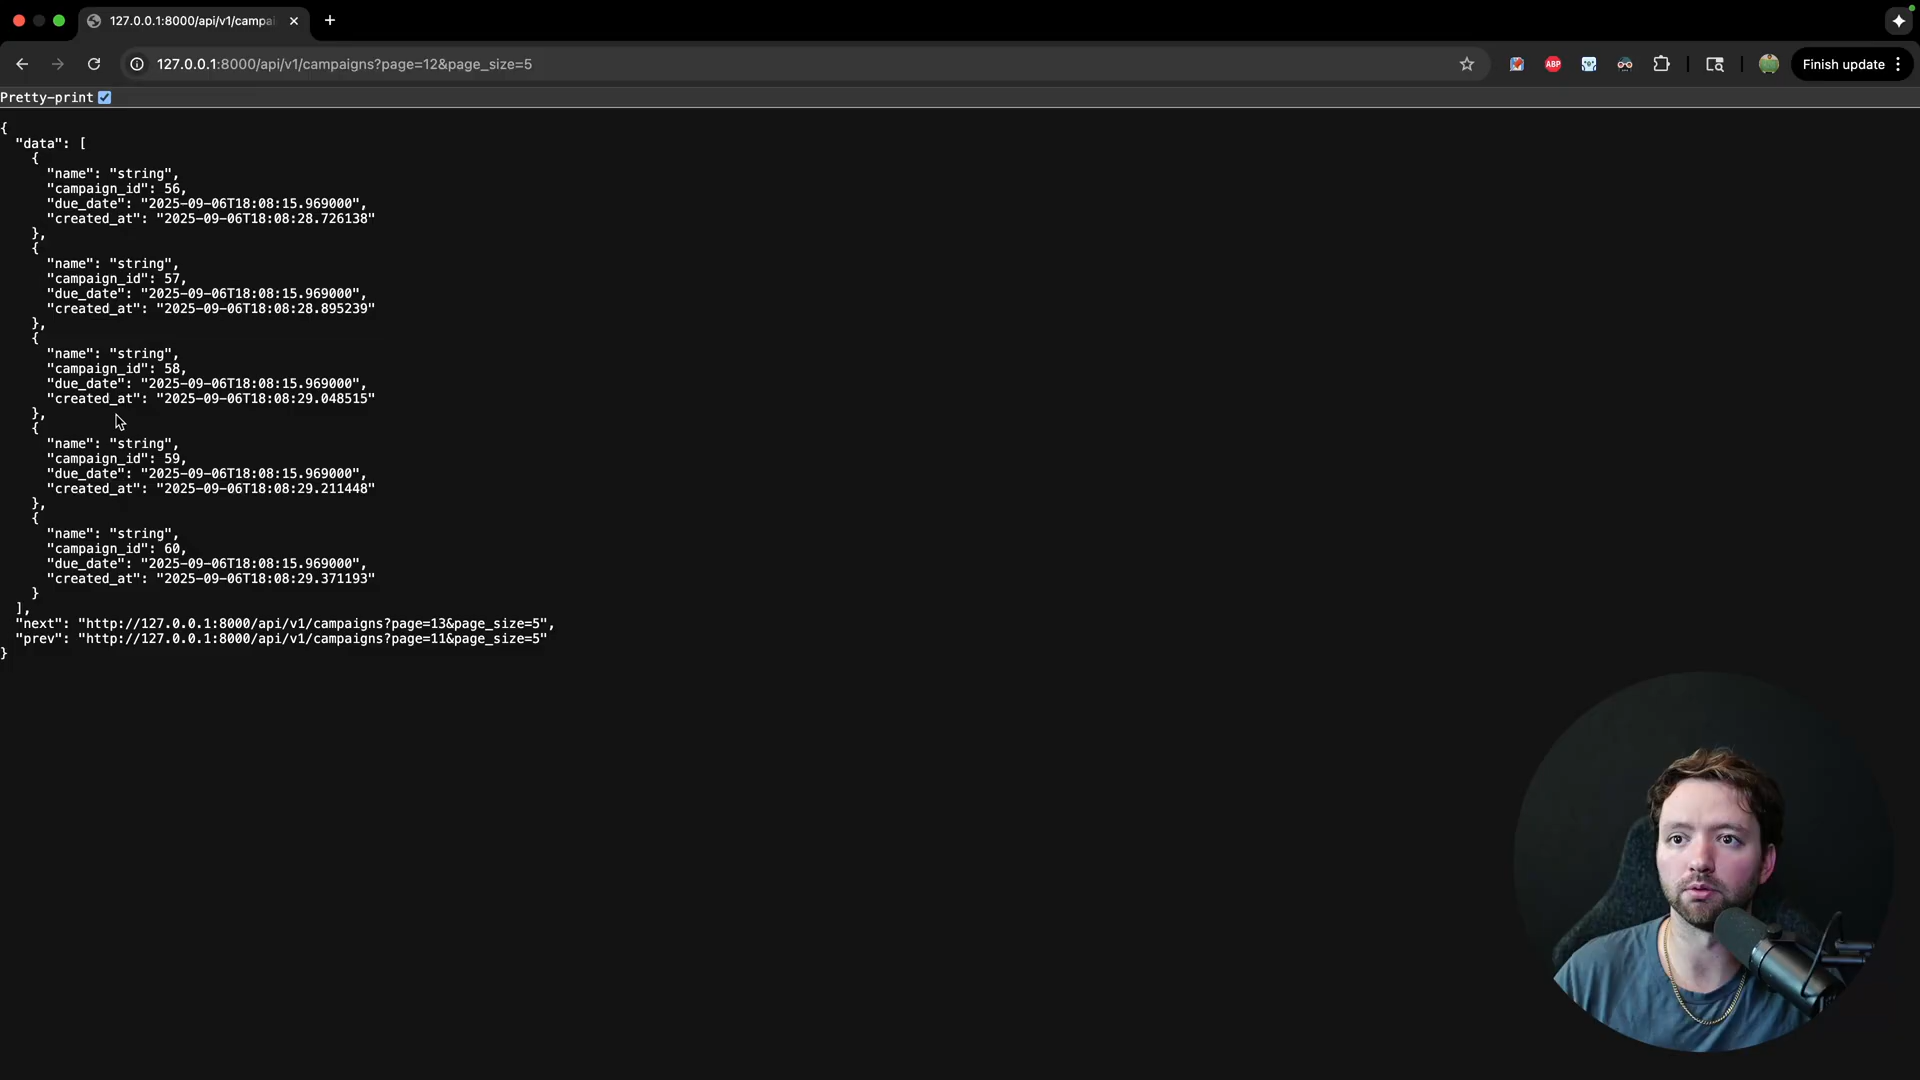 127.0.0.1:8000/api/v1/campa
127.0.0.1:8000/api/v1/campaigns?page=12&page_size=5
ABP
Finish update
Pretty-print
{
"data": [
{
"name": "string",
"campaign_id": 56,
"due_date": "2025-09-06T18:08:15.969000",
"created_at": "2025-09-06T18:08:28.726138"
},
{
"name": "string",
"campaign_id": 57,
"due_date": "2025-09-06T18:08:15.969000",
"created_at": "2025-09-06T18:08:28.895239"
},
{
"name": "string",
"campaign_id": 58,
"due_date": "2025-09-06T18:08:15.969000",
"created_at": "2025-09-06T18:08:29.048515"
},
{
"name": "string",
"campaign_id": 59,
"due_date": "2025-09-06T18:08:15.969000",
"created_at": "2025-09-06T18:08:29.211448"
},
{
"name": "string",
"campaign_id": 60,
"due_date": "2025-09-06T18:08:15.969000",
"created_at": "2025-09-06T18:08:29.371193"
}
],
"next": "http://127.0.0.1:8000/api/v1/campaigns?page=13&page_size=5",
"prev": "http://127.0.0.1:8000/api/v1/campaigns?page=11&page_size=5"
}